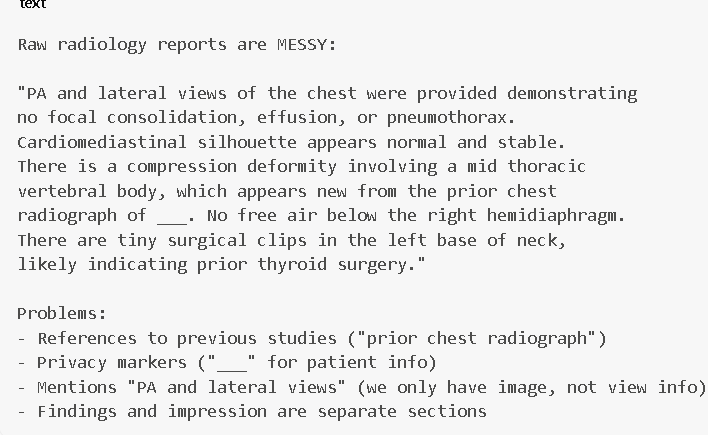 text
Raw radiology reports are MESSY:
"PA and lateral views of the chest were provided demonstrating
no focal consolidation, effusion, or pneumothorax.
Cardiomediastinal silhouette appears normal and stable.
There is a compression deformity involving a mid thoracic
vertebral body, which appears new from the prior chest
radiograph of ___. No free air below the right hemidiaphragm.
There are tiny surgical clips in the left base of neck,
likely indicating prior thyroid surgery."
Problems:
- References to previous studies ("prior chest radiograph")
- Privacy markers ("___" for patient info)
- Mentions "PA and lateral views" (we only have image, not view info)
- Findings and impression are separate sections